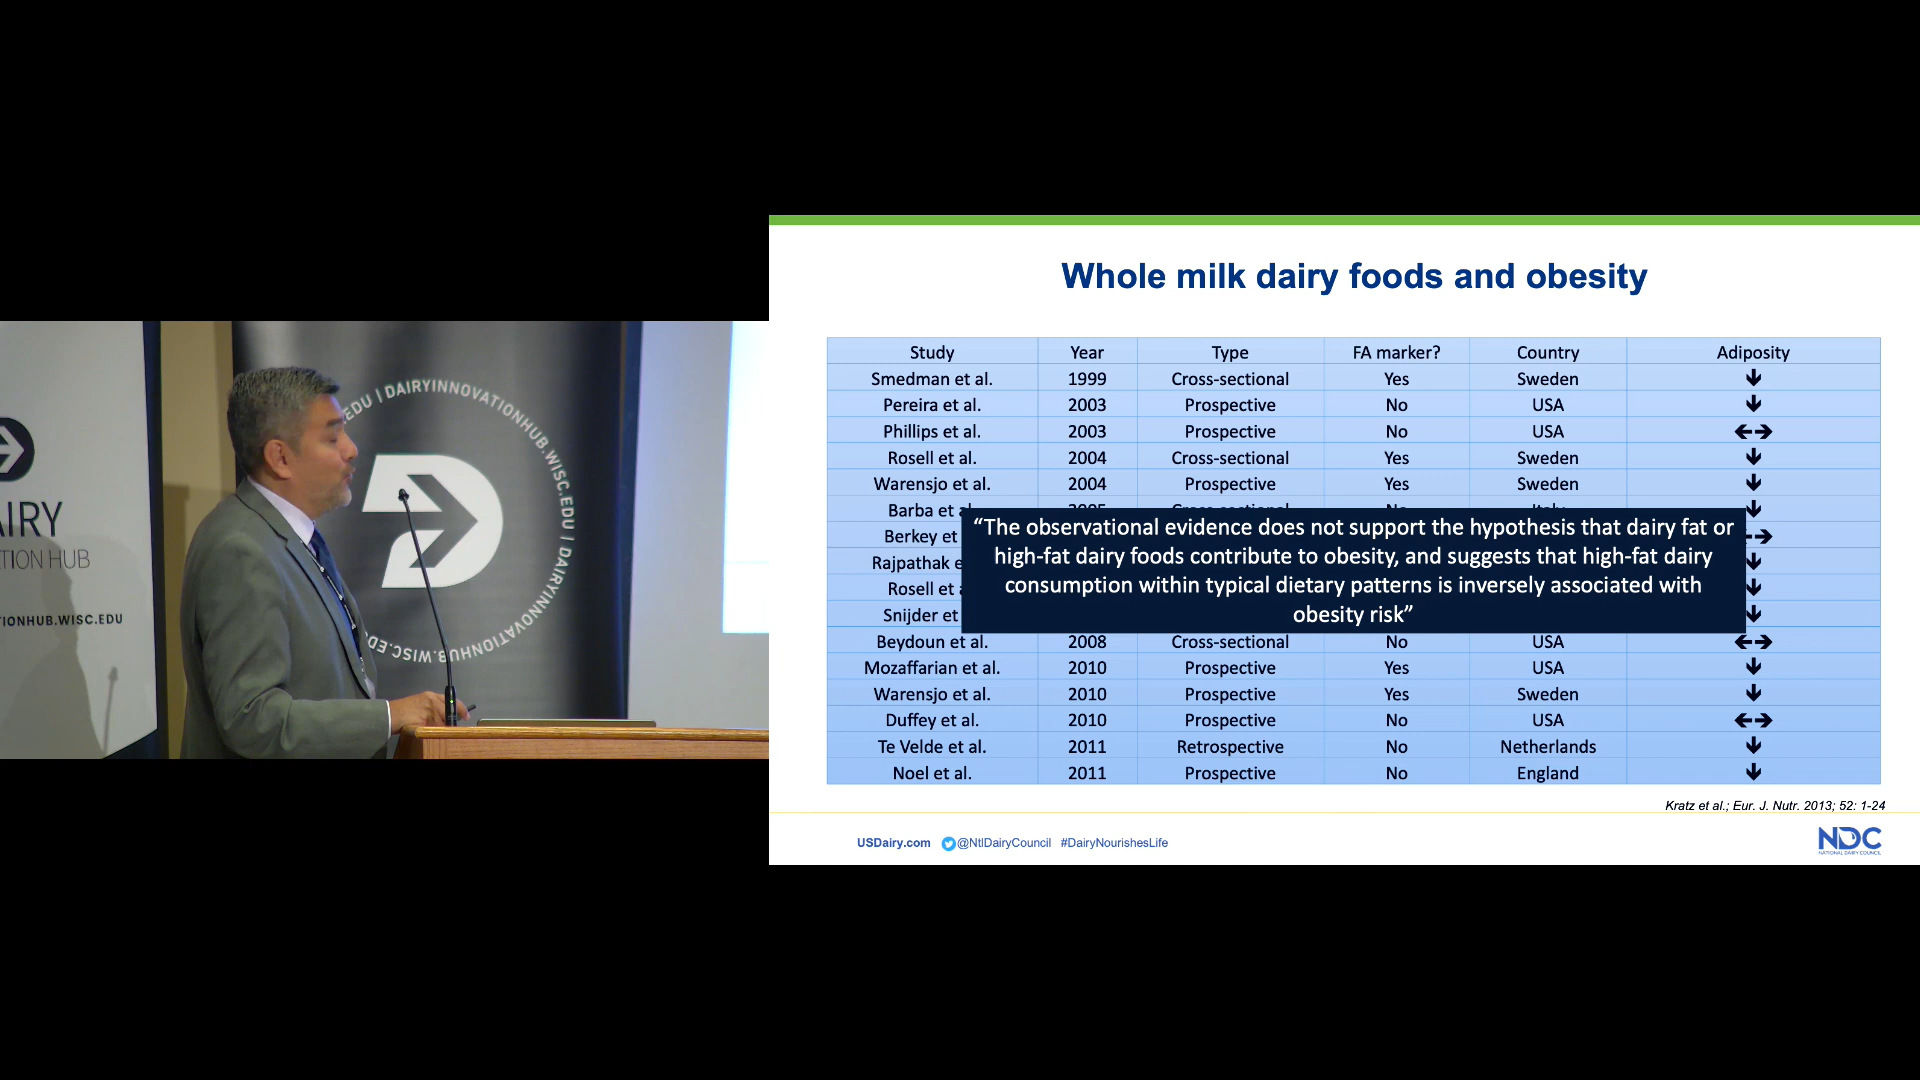 AIRY
TION HUB
IONHUB.WISC.EDU
EDU | DAIRYINNOVATIONHUB.WISC.EDU | DAIRYINNOVATIONHUB.WISC.EDU
Whole milk dairy foods and obesity
Study Year Type FA marker? Country Adiposity
Smedman et al. 1999 Cross-sectional Yes Sweden ↓
Pereira et al. 2003 Prospective No USA ↓
Phillips et al. 2003 Prospective No USA ←→
Rosell et al. 2004 Cross-sectional Yes Sweden ↓
Warensjo et al. 2004 Prospective Yes Sweden ↓
Barba et ↓
Berkey et →
Rajpathak ↓
Rosell et ↓
Snijder et ↓
“The observational evidence does not support the hypothesis that dairy fat or
high-fat dairy foods contribute to obesity, and suggests that high-fat dairy
consumption within typical dietary patterns is inversely associated with
obesity risk”
Beydoun et al. 2008 Cross-sectional No USA ←→
Mozaffarian et al. 2010 Prospective Yes USA ↓
Warensjo et al. 2010 Prospective Yes Sweden ↓
Duffey et al. 2010 Prospective No USA ←→
Te Velde et al. 2011 Retrospective No Netherlands ↓
Noel et al. 2011 Prospective No England ↓
Kratz et al.; Eur. J. Nutr. 2013; 52: 1-24
USDairy.com @NtlDairyCouncil #DairyNourishesLife
NDC
NATIONAL DAIRY COUNCIL